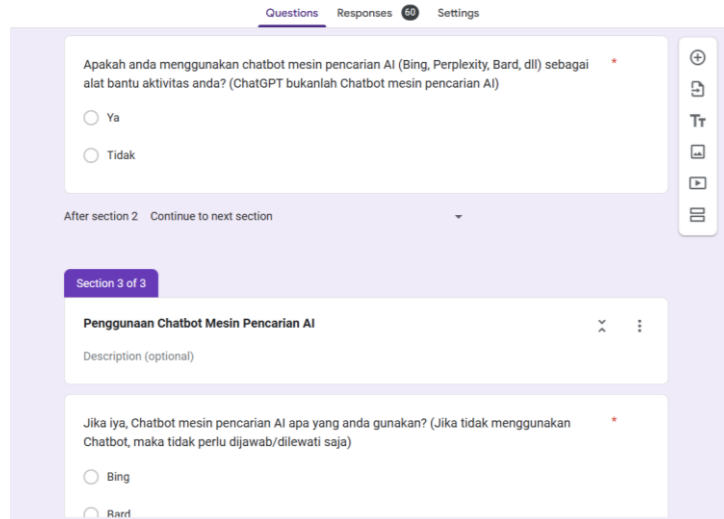 Questions Responses 60 Settings
Apakah anda menggunakan chatbot mesin pencarian AI (Bing, Perplexity, Bard, dll) sebagai *
alat bantu aktivitas anda? (ChatGPT bukanlah Chatbot mesin pencarian AI)
Ya
Tidak
After section 2 Continue to next section
Section 3 of 3
Penggunaan Chatbot Mesin Pencarian AI
Description (optional)
Jika iya, Chatbot mesin pencarian AI apa yang anda gunakan? (Jika tidak menggunakan *
Chatbot, maka tidak perlu dijawab/dilewati saja)
Bing
Bard